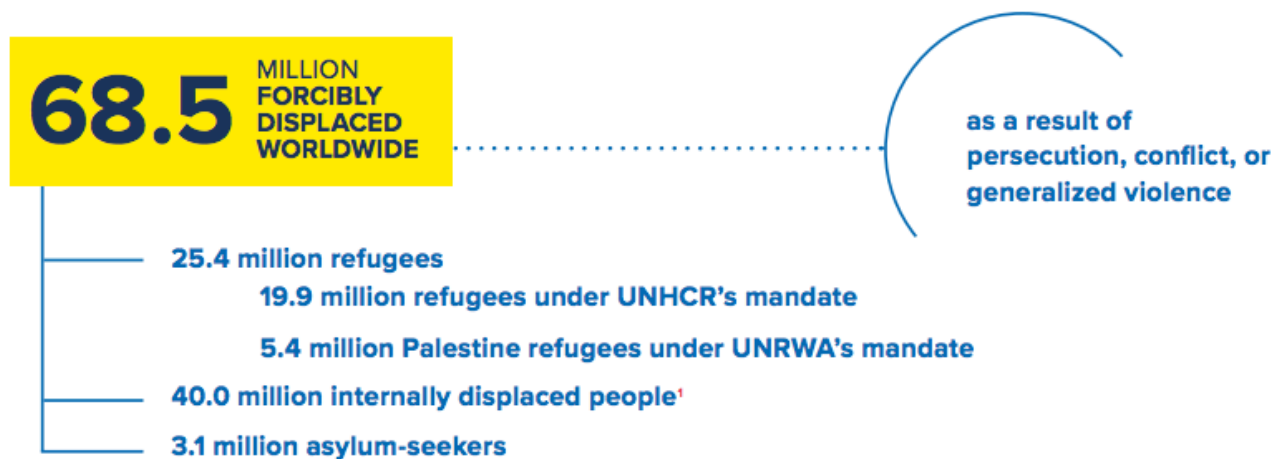 68.5 MILLION
FORCIBLY
DISPLACED
WORLDWIDE
as a result of
persecution, conflict, or
generalized violence
25.4 million refugees
19.9 million refugees under UNHCR’s mandate
5.4 million Palestine refugees under UNRWA’s mandate
40.0 million internally displaced people¹
3.1 million asylum-seekers